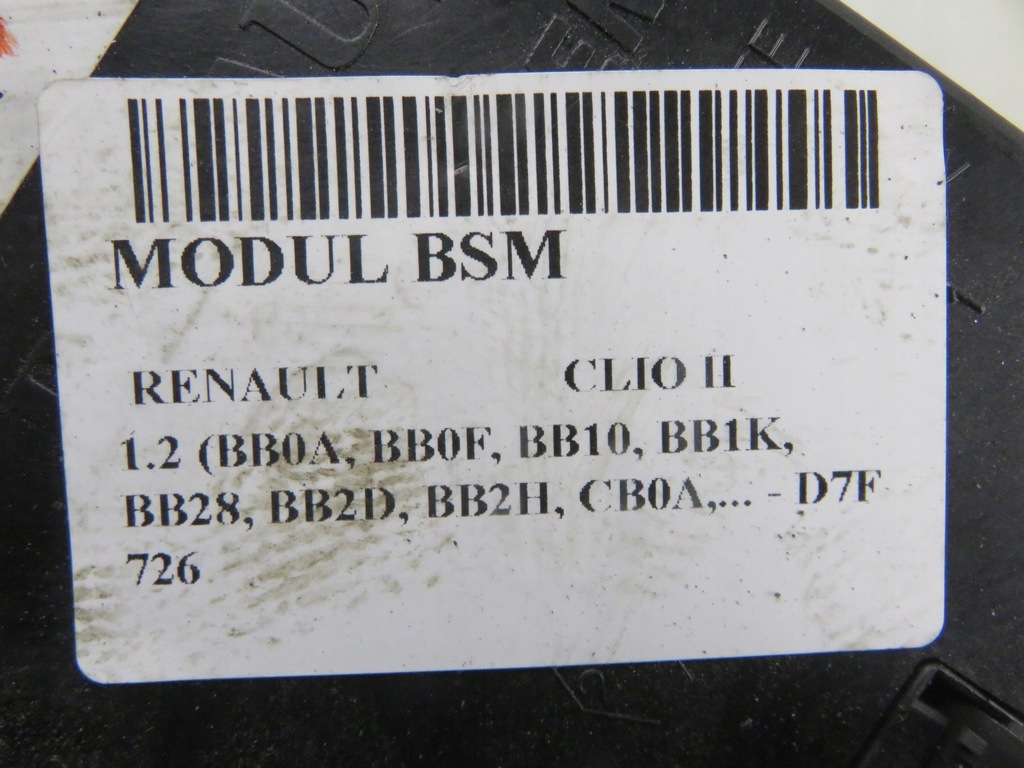 MODUL BSM
RENAULT CLIO II
1.2 (BB0A, BB0F, BB10, BB1K,
BB28, BB2D, BB2H, CB0A,... - D7F
726